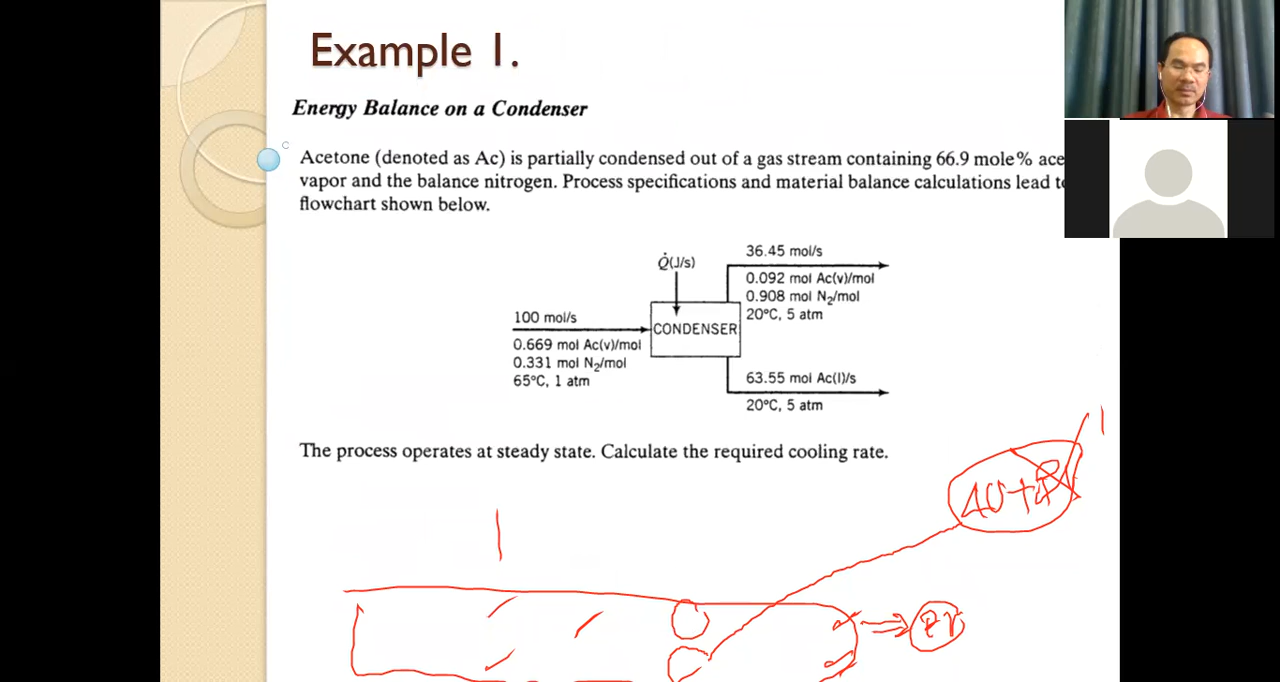 Example 1.
Energy Balance on a Condenser
Acetone (denoted as Ac) is partially condensed out of a gas stream containing 66.9 mole% ace
vapor and the balance nitrogen. Process specifications and material balance calculations lead t
flowchart shown below.
36.45 mol/s
Q̇(J/s)
0.092 mol Ac(v)/mol
0.908 mol N₂/mol
20°C, 5 atm
100 mol/s
CONDENSER
0.669 mol Ac(v)/mol
0.331 mol N₂/mol
65°C, 1 atm
63.55 mol Ac(l)/s
20°C, 5 atm
The process operates at steady state. Calculate the required cooling rate.